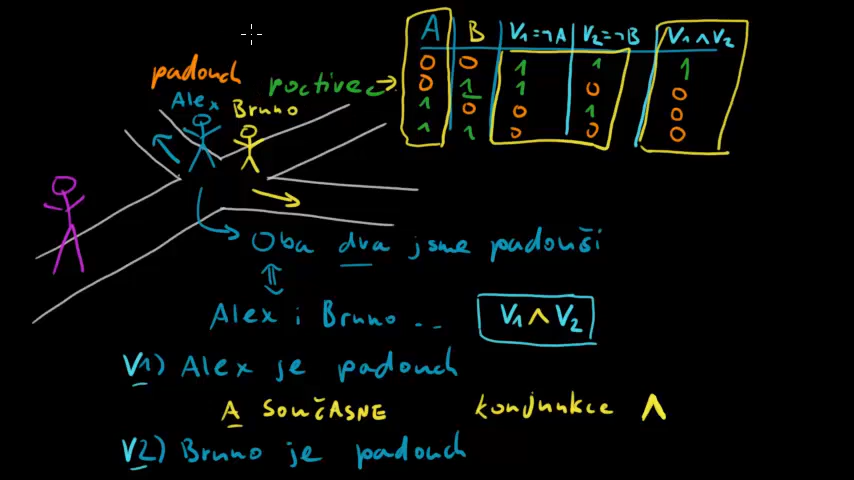 A B V1=¬A V2=¬B V1∧V2
0 0 1 1 1
0 1 1 0 0
1 0 0 1 0
1 1 0 0 0
padouch poctivec
Alex Bruno
Oba dva jsme padouši
Alex i Bruno .. V1 ∧ V2
V1) Alex je padouch
A SOUČASNE konjunkce ∧
V2) Bruno je padouch